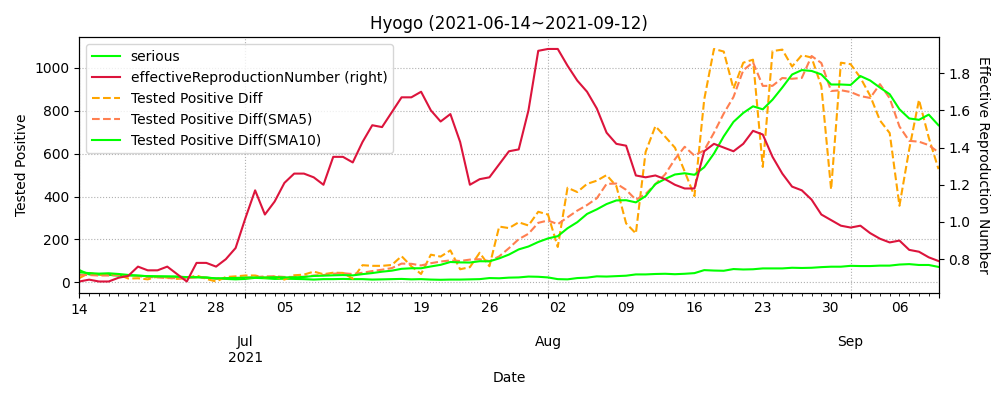 Hyogo (2021-06-14~2021-09-12)
serious
effectiveReproductionNumber (right)
Tested Positive Diff
Tested Positive Diff(SMA5)
Tested Positive Diff(SMA10)
Tested Positive
1000
800
600
400
200
0
Effective Reproduction Number
1.8
1.6
1.4
1.2
1.0
0.8
14 21 28 05 12 19 26 02 09 16 23 30 06
Jul Aug Sep
2021
Date